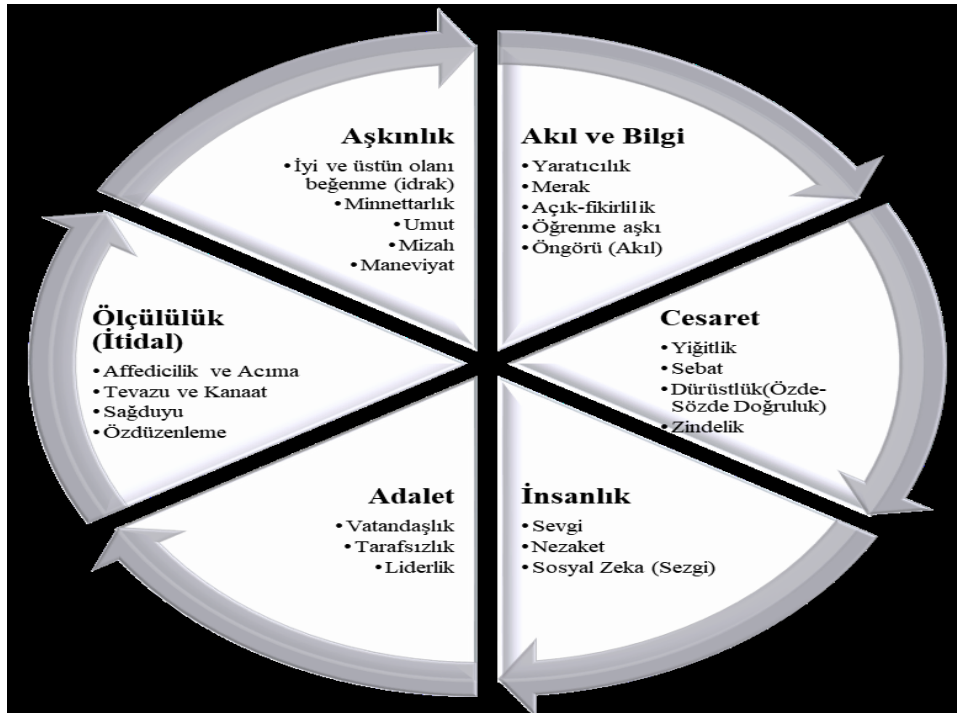 Aşkınlık
•İyi ve üstün olanı
beğenme (idrak)
•Minnettarlık
•Umut
•Mizah
•Maneviyat
Akıl ve Bilgi
•Yaratıcılık
•Merak
•Açık-fikirlilik
•Öğrenme aşkı
•Öngörü (Akıl)
Cesaret
•Yiğitlik
•Sebat
•Dürüstlük(Özde-
Sözde Doğruluk)
•Zindelik
İnsanlık
•Sevgi
•Nezaket
•Sosyal Zeka (Sezgi)
Adalet
•Vatandaşlık
•Tarafsızlık
•Liderlik
Ölçülülük
(İtidal)
•Affedicilik ve Acıma
•Tevazu ve Kanaat
•Sağduyu
•Özdüzenleme